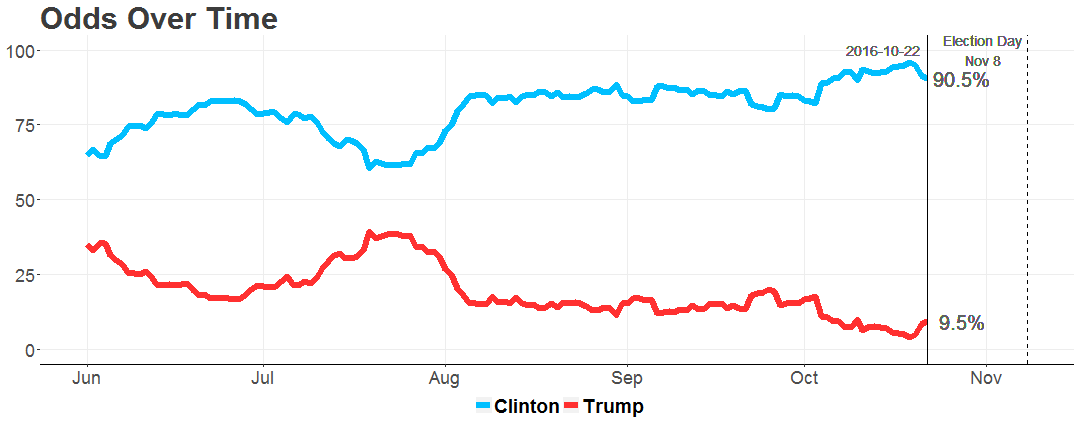 Odds Over Time
100
75
50
25
0
2016-10-22
Election Day
Nov 8
90.5%
9.5%
Jun Jul Aug Sep Oct Nov
Clinton Trump